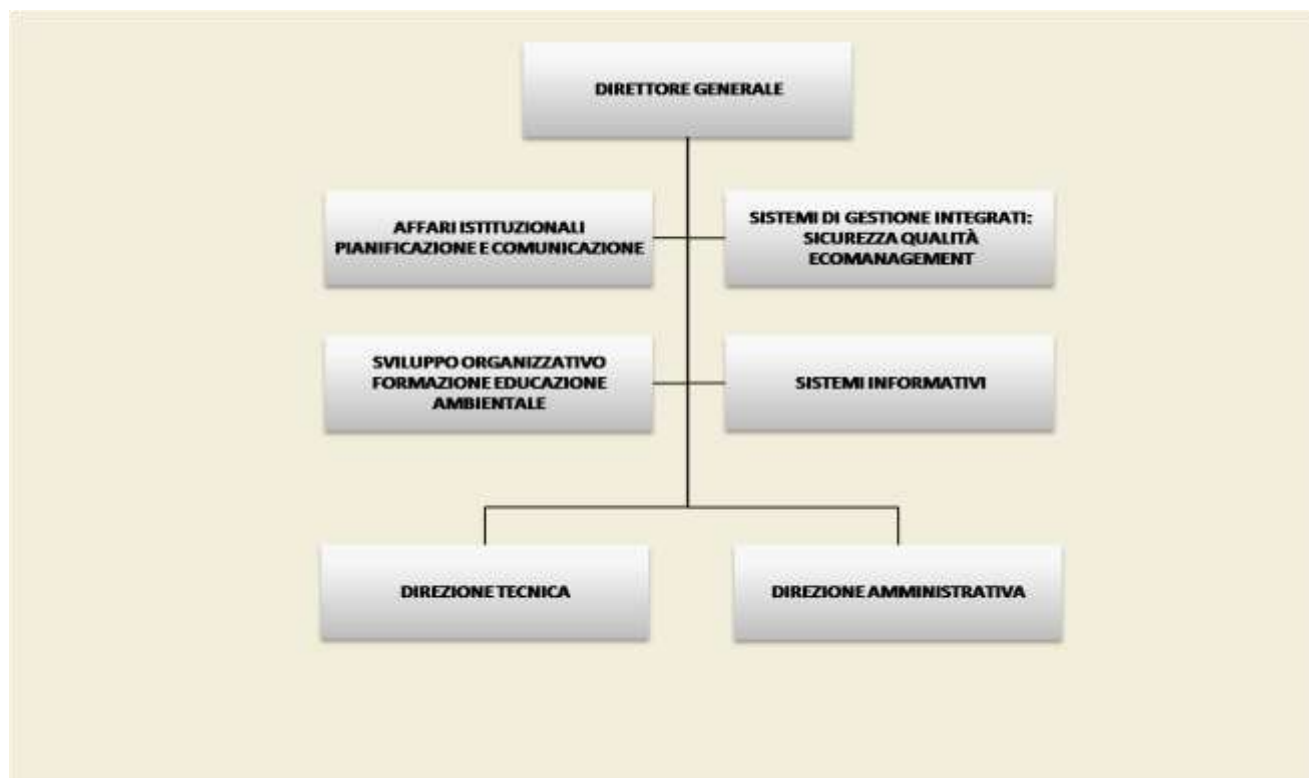 DIRETTORE GENERALE
AFFARI ISTITUZIONALI
PIANIFICAZIONE E COMUNICAZIONE
SISTEMI DI GESTIONE INTEGRATI:
SICUREZZA QUALITÀ
ECOMANAGEMENT
SVILUPPO ORGANIZZATIVO
FORMAZIONE EDUCAZIONE
AMBIENTALE
SISTEMI INFORMATIVI
DIREZIONE TECNICA
DIREZIONE AMMINISTRATIVA